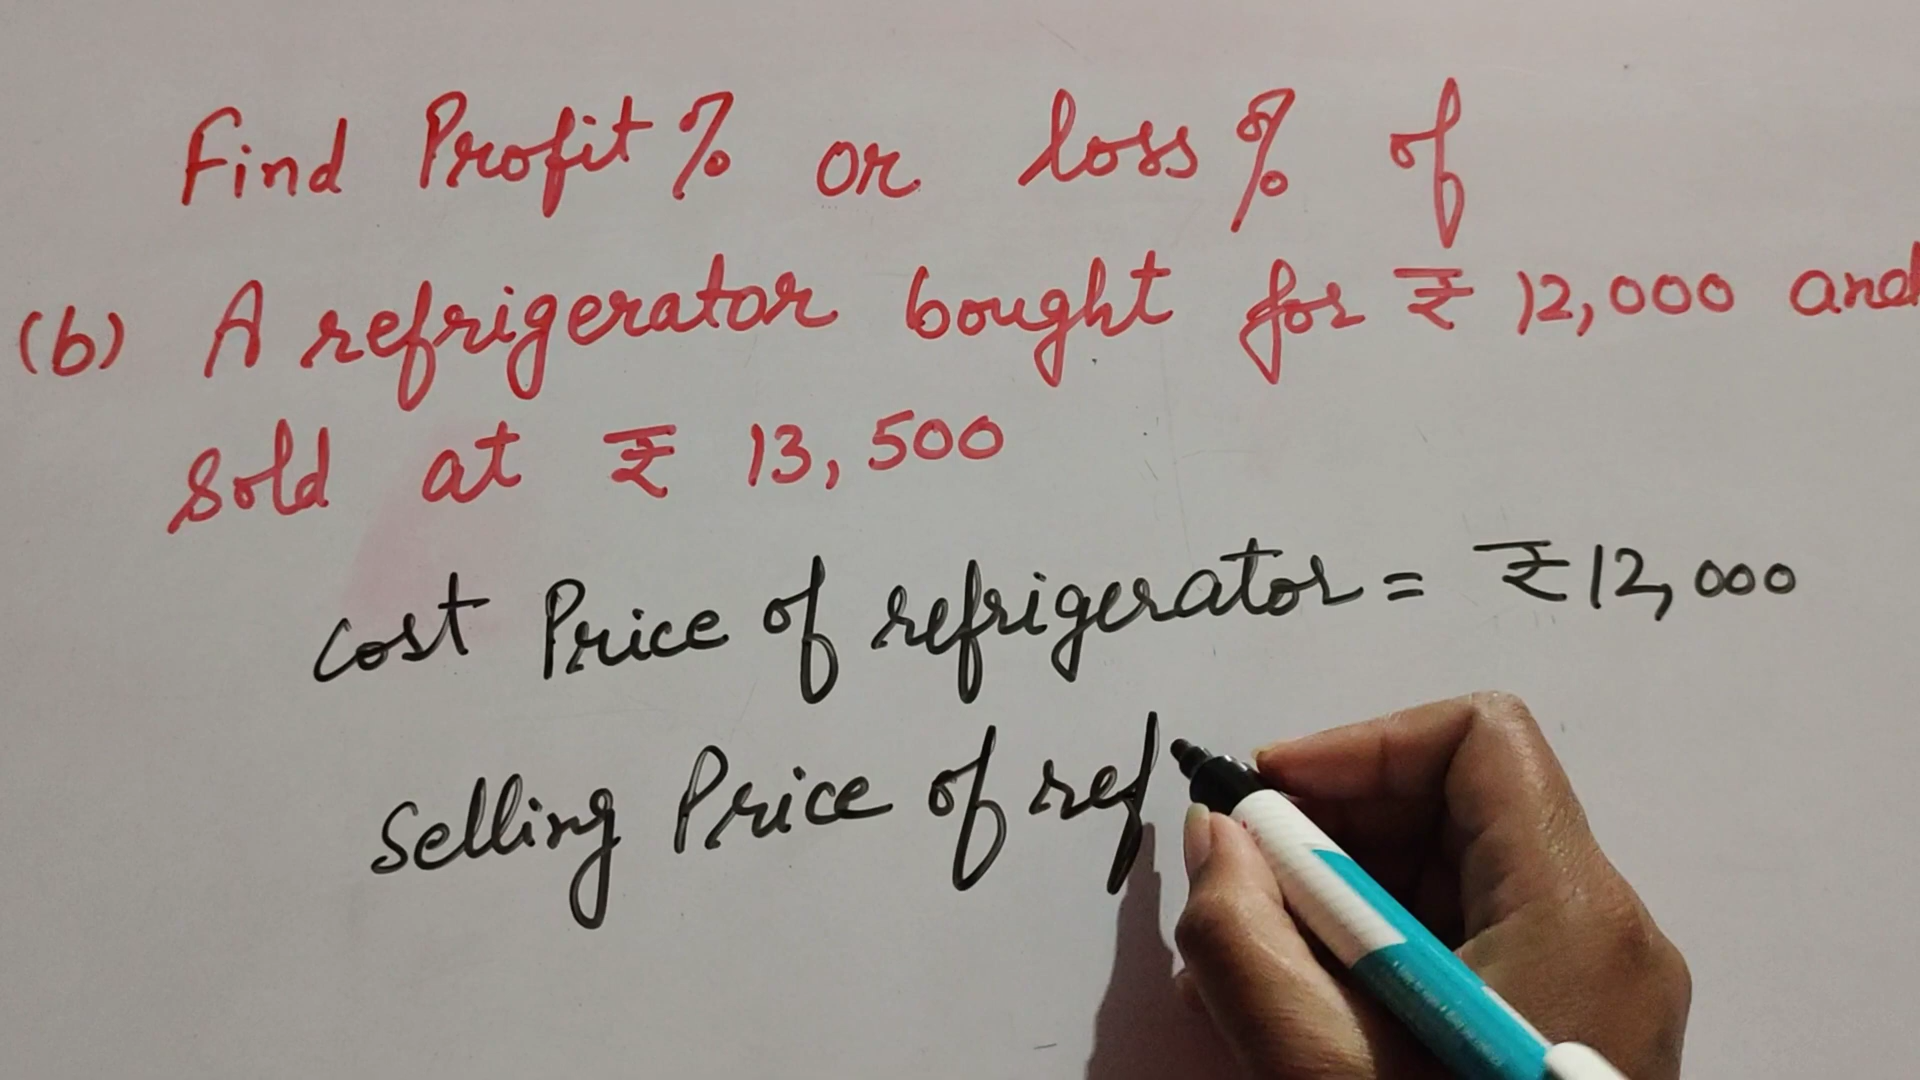 Find Profit % or loss % of
(b) A refrigerator bought for ₹ 12,000 and
sold at ₹ 13,500
Cost Price of refrigerator = ₹12,000
Selling Price of ref